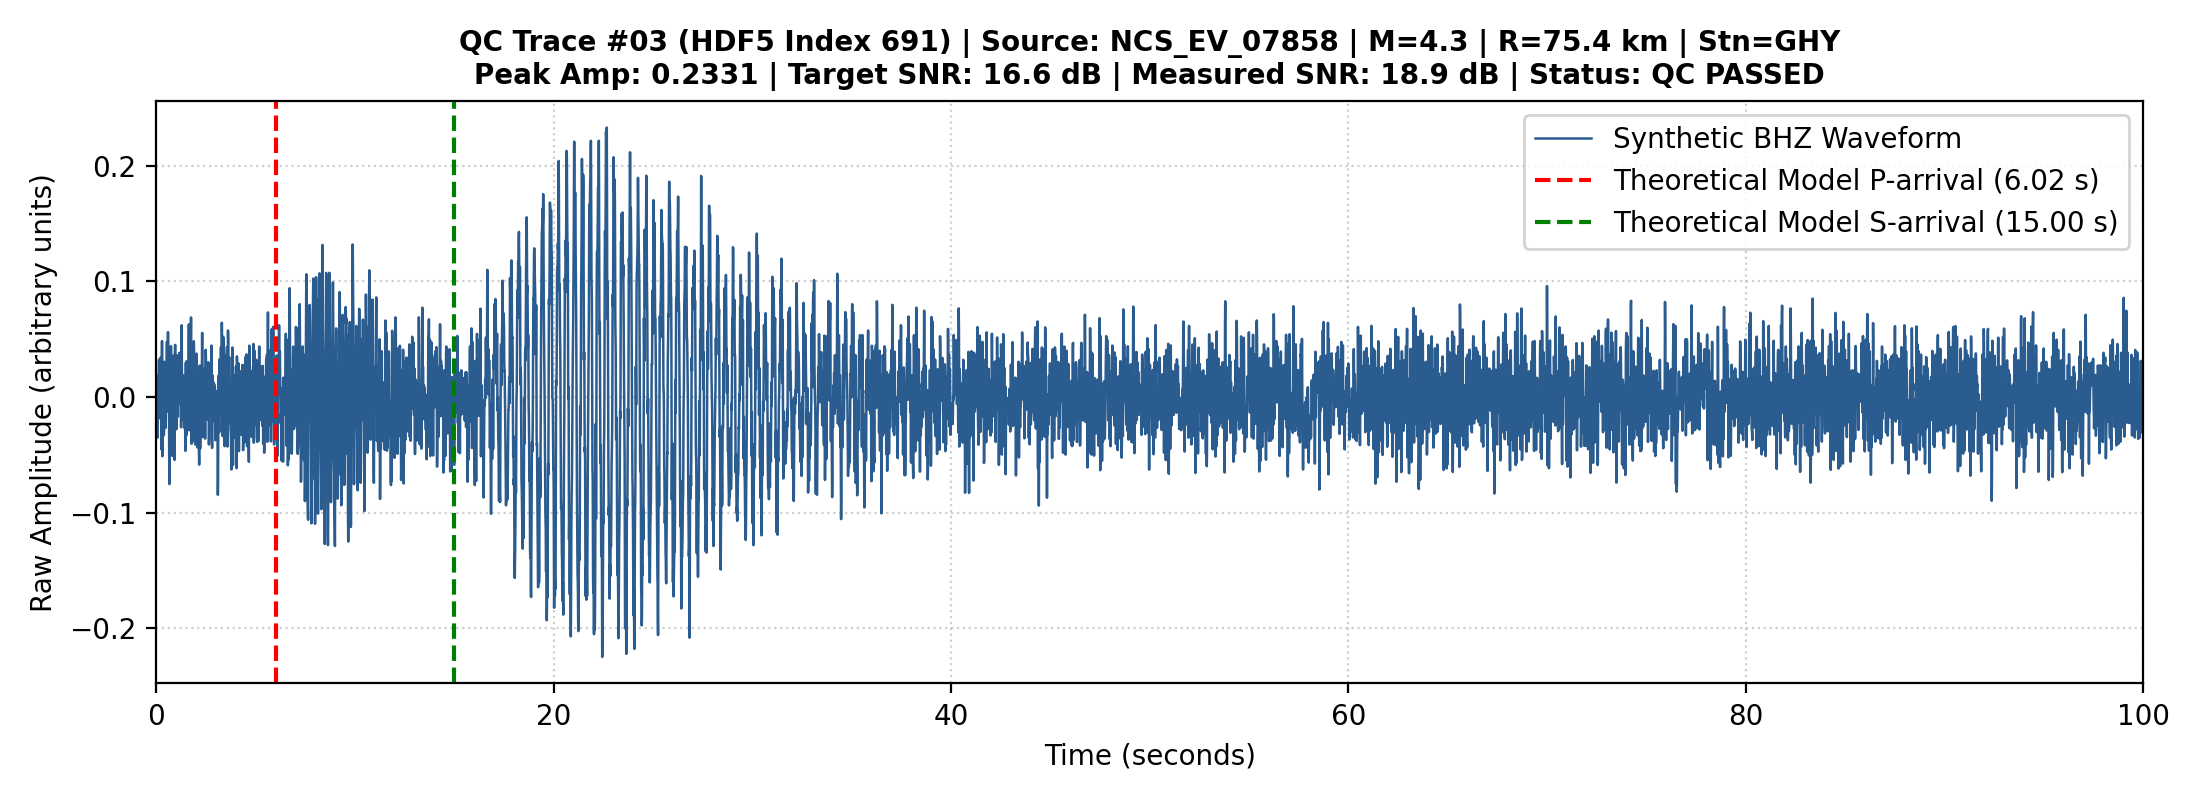 QC Trace #03 (HDF5 Index 691) | Source: NCS_EV_07858 | M=4.3 | R=75.4 km | Stn=GHY
Peak Amp: 0.2331 | Target SNR: 16.6 dB | Measured SNR: 18.9 dB | Status: QC PASSED
Synthetic BHZ Waveform
Theoretical Model P-arrival (6.02 s)
Theoretical Model S-arrival (15.00 s)
Raw Amplitude (arbitrary units)
0.2
0.1
0.0
−0.1
−0.2
0 20 40 60 80 100
Time (seconds)